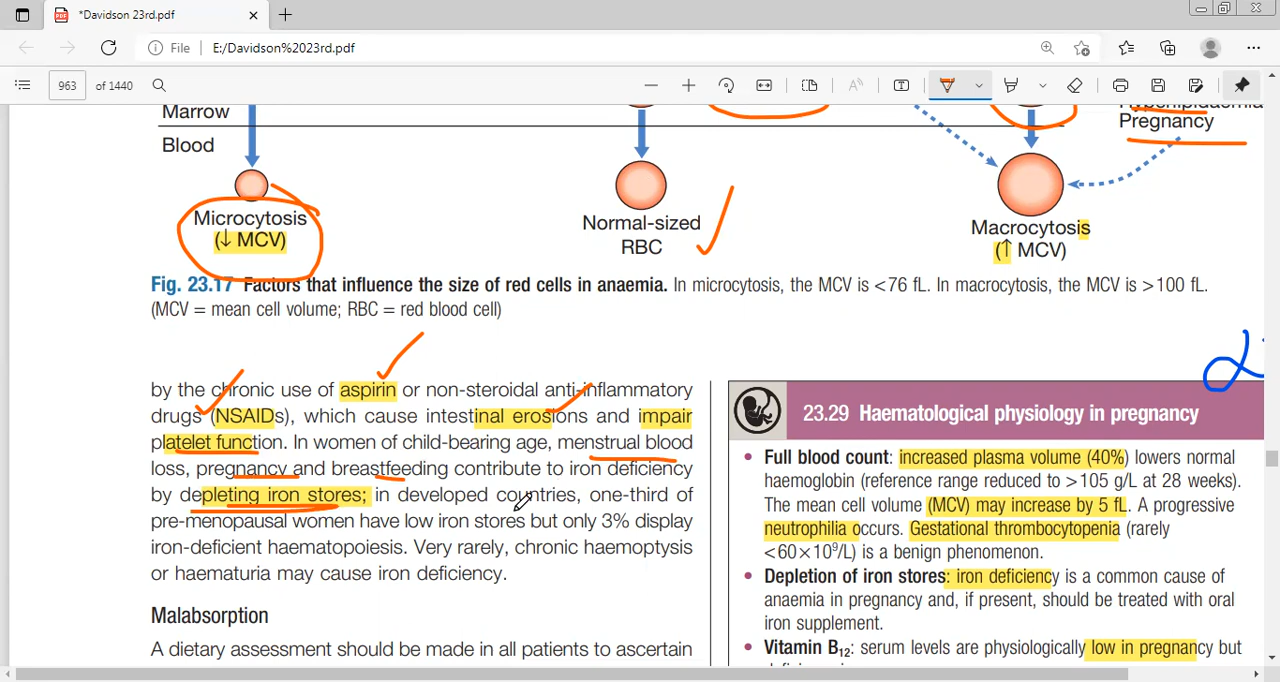 *Davidson 23rd.pdf
File
E:/Davidson%2023rd.pdf
963 of 1440
Marrow
Blood
Hyperlipidaemia
Pregnancy
Microcytosis
(↓ MCV)
Normal-sized
RBC
Macrocytosis
(↑ MCV)
Fig. 23.17 Factors that influence the size of red cells in anaemia. In microcytosis, the MCV is <76 fL. In macrocytosis, the MCV is >100 fL.
(MCV = mean cell volume; RBC = red blood cell)
by the chronic use of aspirin or non-steroidal anti-inflammatory
drugs (NSAIDs), which cause intestinal erosions and impair
platelet function. In women of child-bearing age, menstrual blood
loss, pregnancy and breastfeeding contribute to iron deficiency
by depleting iron stores; in developed countries, one-third of
pre-menopausal women have low iron stores but only 3% display
iron-deficient haematopoiesis. Very rarely, chronic haemoptysis
or haematuria may cause iron deficiency.
Malabsorption
A dietary assessment should be made in all patients to ascertain
23.29 Haematological physiology in pregnancy
• Full blood count: increased plasma volume (40%) lowers normal
haemoglobin (reference range reduced to >105 g/L at 28 weeks).
The mean cell volume (MCV) may increase by 5 fL. A progressive
neutrophilia occurs. Gestational thrombocytopenia (rarely
<60×10⁹/L) is a benign phenomenon.
• Depletion of iron stores: iron deficiency is a common cause of
anaemia in pregnancy and, if present, should be treated with oral
iron supplement.
• Vitamin B₁₂: serum levels are physiologically low in pregnancy but